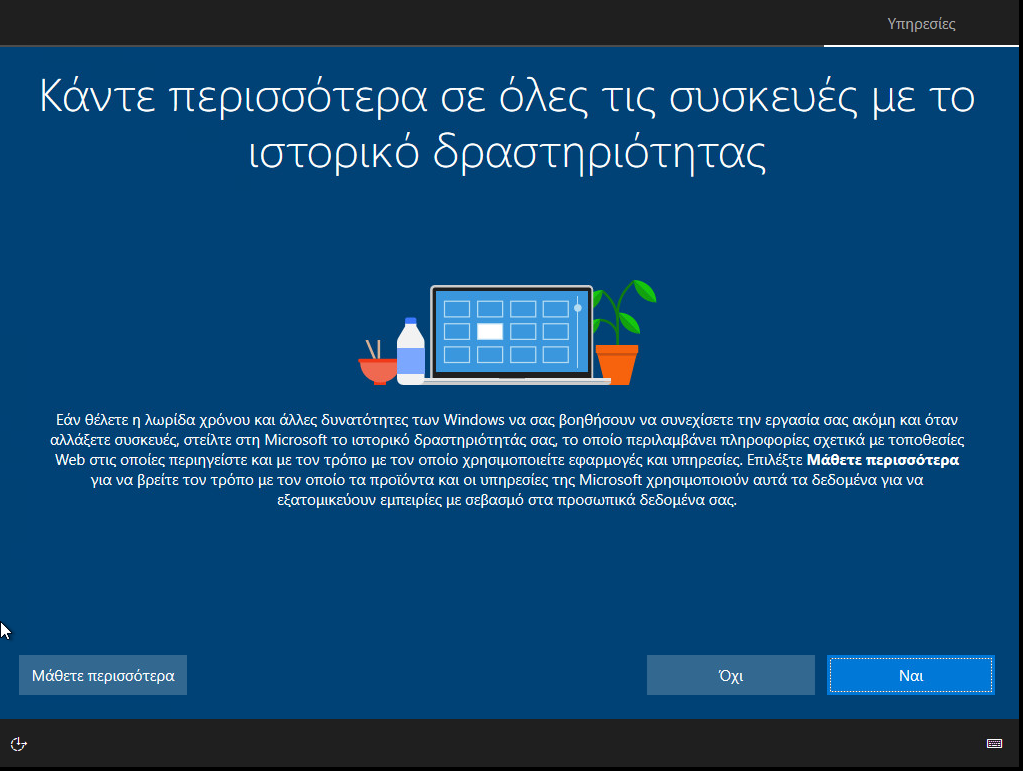 Υπηρεσίες
Κάντε περισσότερα σε όλες τις συσκευές με το
ιστορικό δραστηριότητας
Εάν θέλετε η λωρίδα χρόνου και άλλες δυνατότητες των Windows να σας βοηθήσουν να συνεχίσετε την εργασία σας ακόμη και όταν
αλλάξετε συσκευές, στείλτε στη Microsoft το ιστορικό δραστηριότητάς σας, το οποίο περιλαμβάνει πληροφορίες σχετικά με τοποθεσίες
Web στις οποίες περιηγείστε και με τον τρόπο με τον οποίο χρησιμοποιείτε εφαρμογές και υπηρεσίες. Επιλέξτε Μάθετε περισσότερα
για να βρείτε τον τρόπο με τον οποίο τα προϊόντα και οι υπηρεσίες της Microsoft χρησιμοποιούν αυτά τα δεδομένα για να
εξατομικεύουν εμπειρίες με σεβασμό στα προσωπικά δεδομένα σας.
Μάθετε περισσότερα
Όχι
Ναι